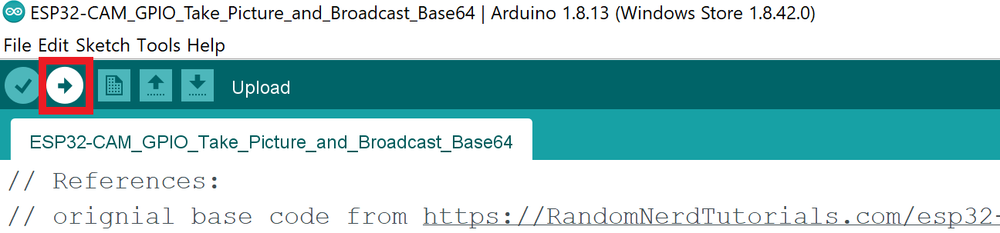 ESP32-CAM_GPIO_Take_Picture_and_Broadcast_Base64 | Arduino 1.8.13 (Windows Store 1.8.42.0)
File Edit Sketch Tools Help
Upload
ESP32-CAM_GPIO_Take_Picture_and_Broadcast_Base64
// References:
// orignial base code from https://RandomNerdTutorials.com/esp32-